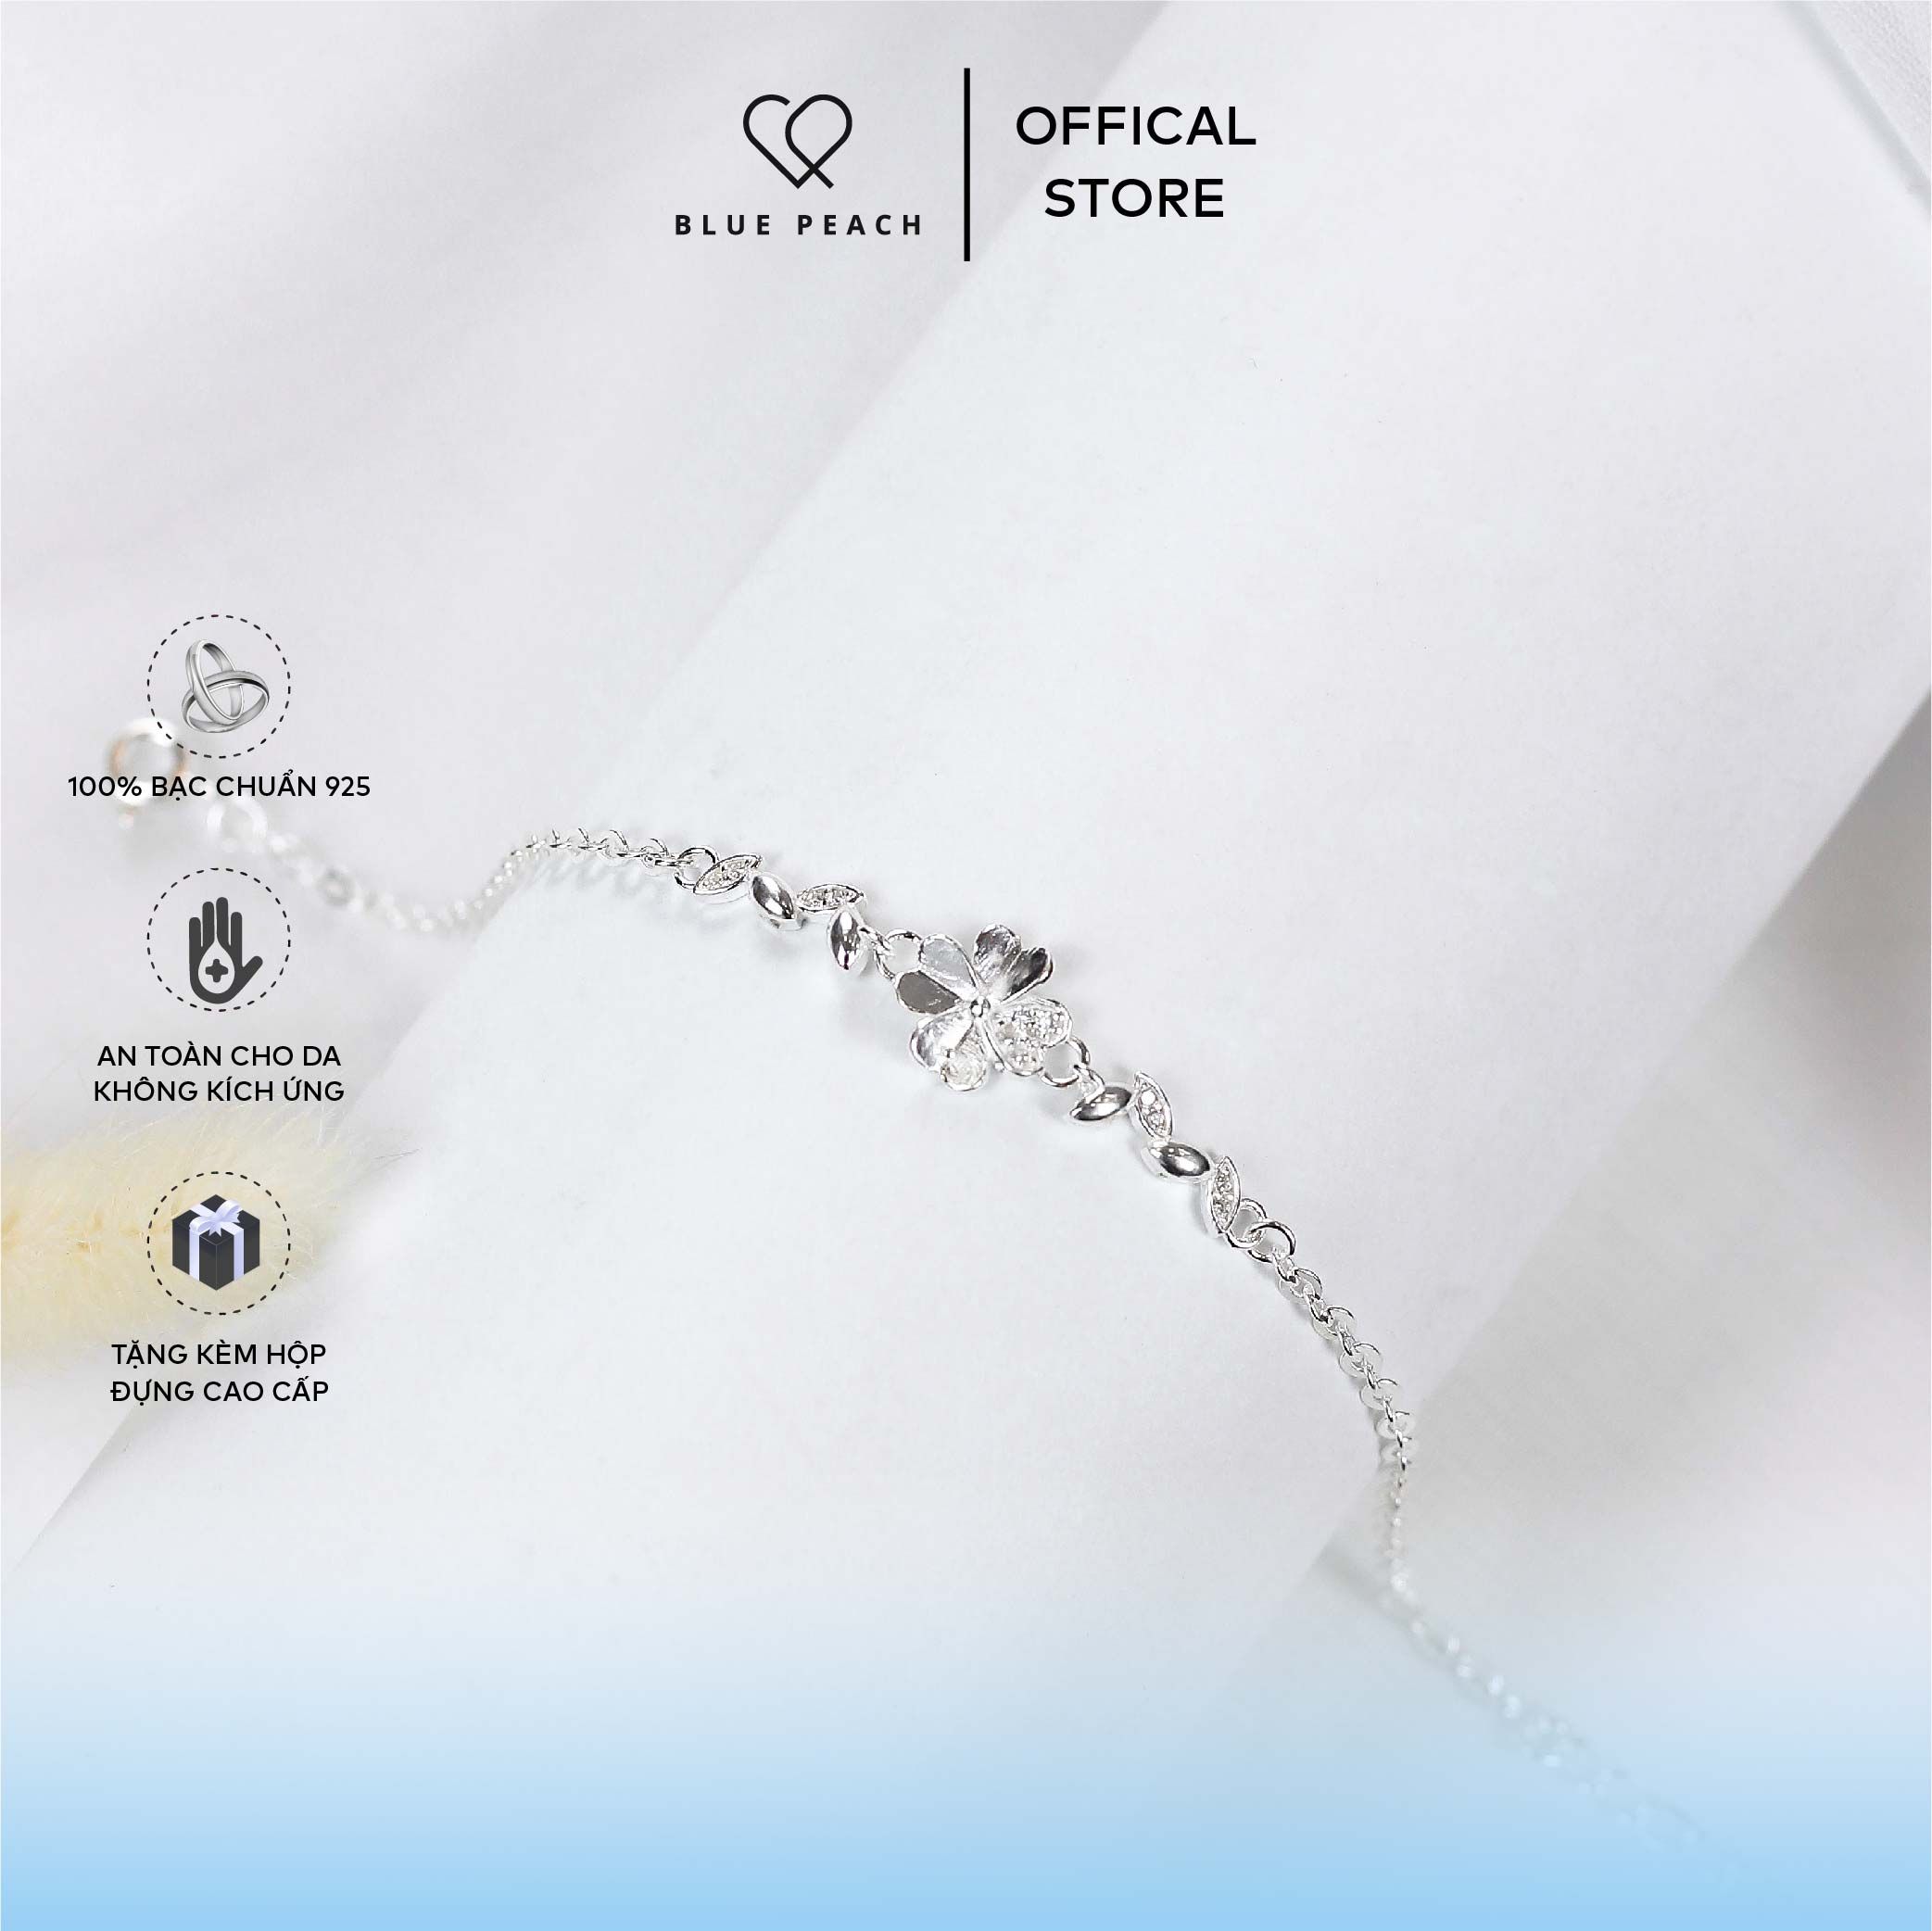 BLUE PEACH
OFFICAL
STORE
100% BẠC CHUẨN 925
AN TOÀN CHO DA
KHÔNG KÍCH ỨNG
TẶNG KÈM HỘP
ĐỰNG CAO CẤP